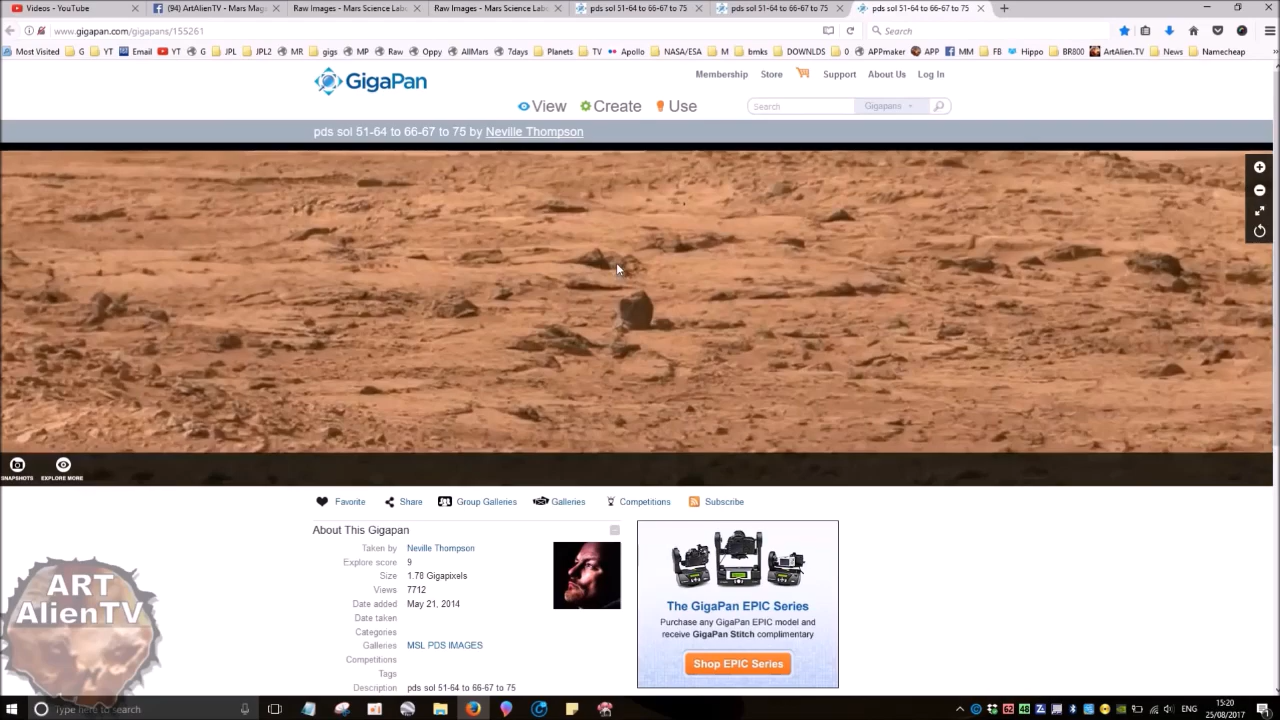 Videos - YouTube
(94) ArtAlienTV - Mars Mag
Raw Images - Mars Science Labo
Raw Images - Mars Science Labo
pds sol 51-64 to 66-67 to 75
pds sol 51-64 to 66-67 to 75
pds sol 51-64 to 66-67 to 75
www.gigapan.com/gigapans/155261
Search
Most Visited G YT Email YT G JPL JPL2 MR gigs MP Raw Oppy AllMars 7days Planets TV Apollo NASA/ESA M bmks DOWNLDS 0 APPmaker APP MM FB Hippo BR800 ArtAlien.TV News Namecheap
GigaPan
Membership Store Support About Us Log In
View Create Use
Search Gigapans
pds sol 51-64 to 66-67 to 75 by Neville Thompson
SNAPSHOTS EXPLORE MORE
Favorite Share Group Galleries Galleries Competitions Subscribe
About This Gigapan
Taken by Neville Thompson
Explore score 9
Size 1.78 Gigapixels
Views 7712
Date added May 21, 2014
Date taken
Categories
Galleries MSL PDS IMAGES
Competitions
Tags
Description pds sol 51-64 to 66-67 to 75
The GigaPan EPIC Series
Purchase any GigaPan EPIC model and
receive GigaPan Stitch complimentary
Shop EPIC Series
ART
AlienTV
Type here to search
62 48
ENG
15:20
25/08/2017